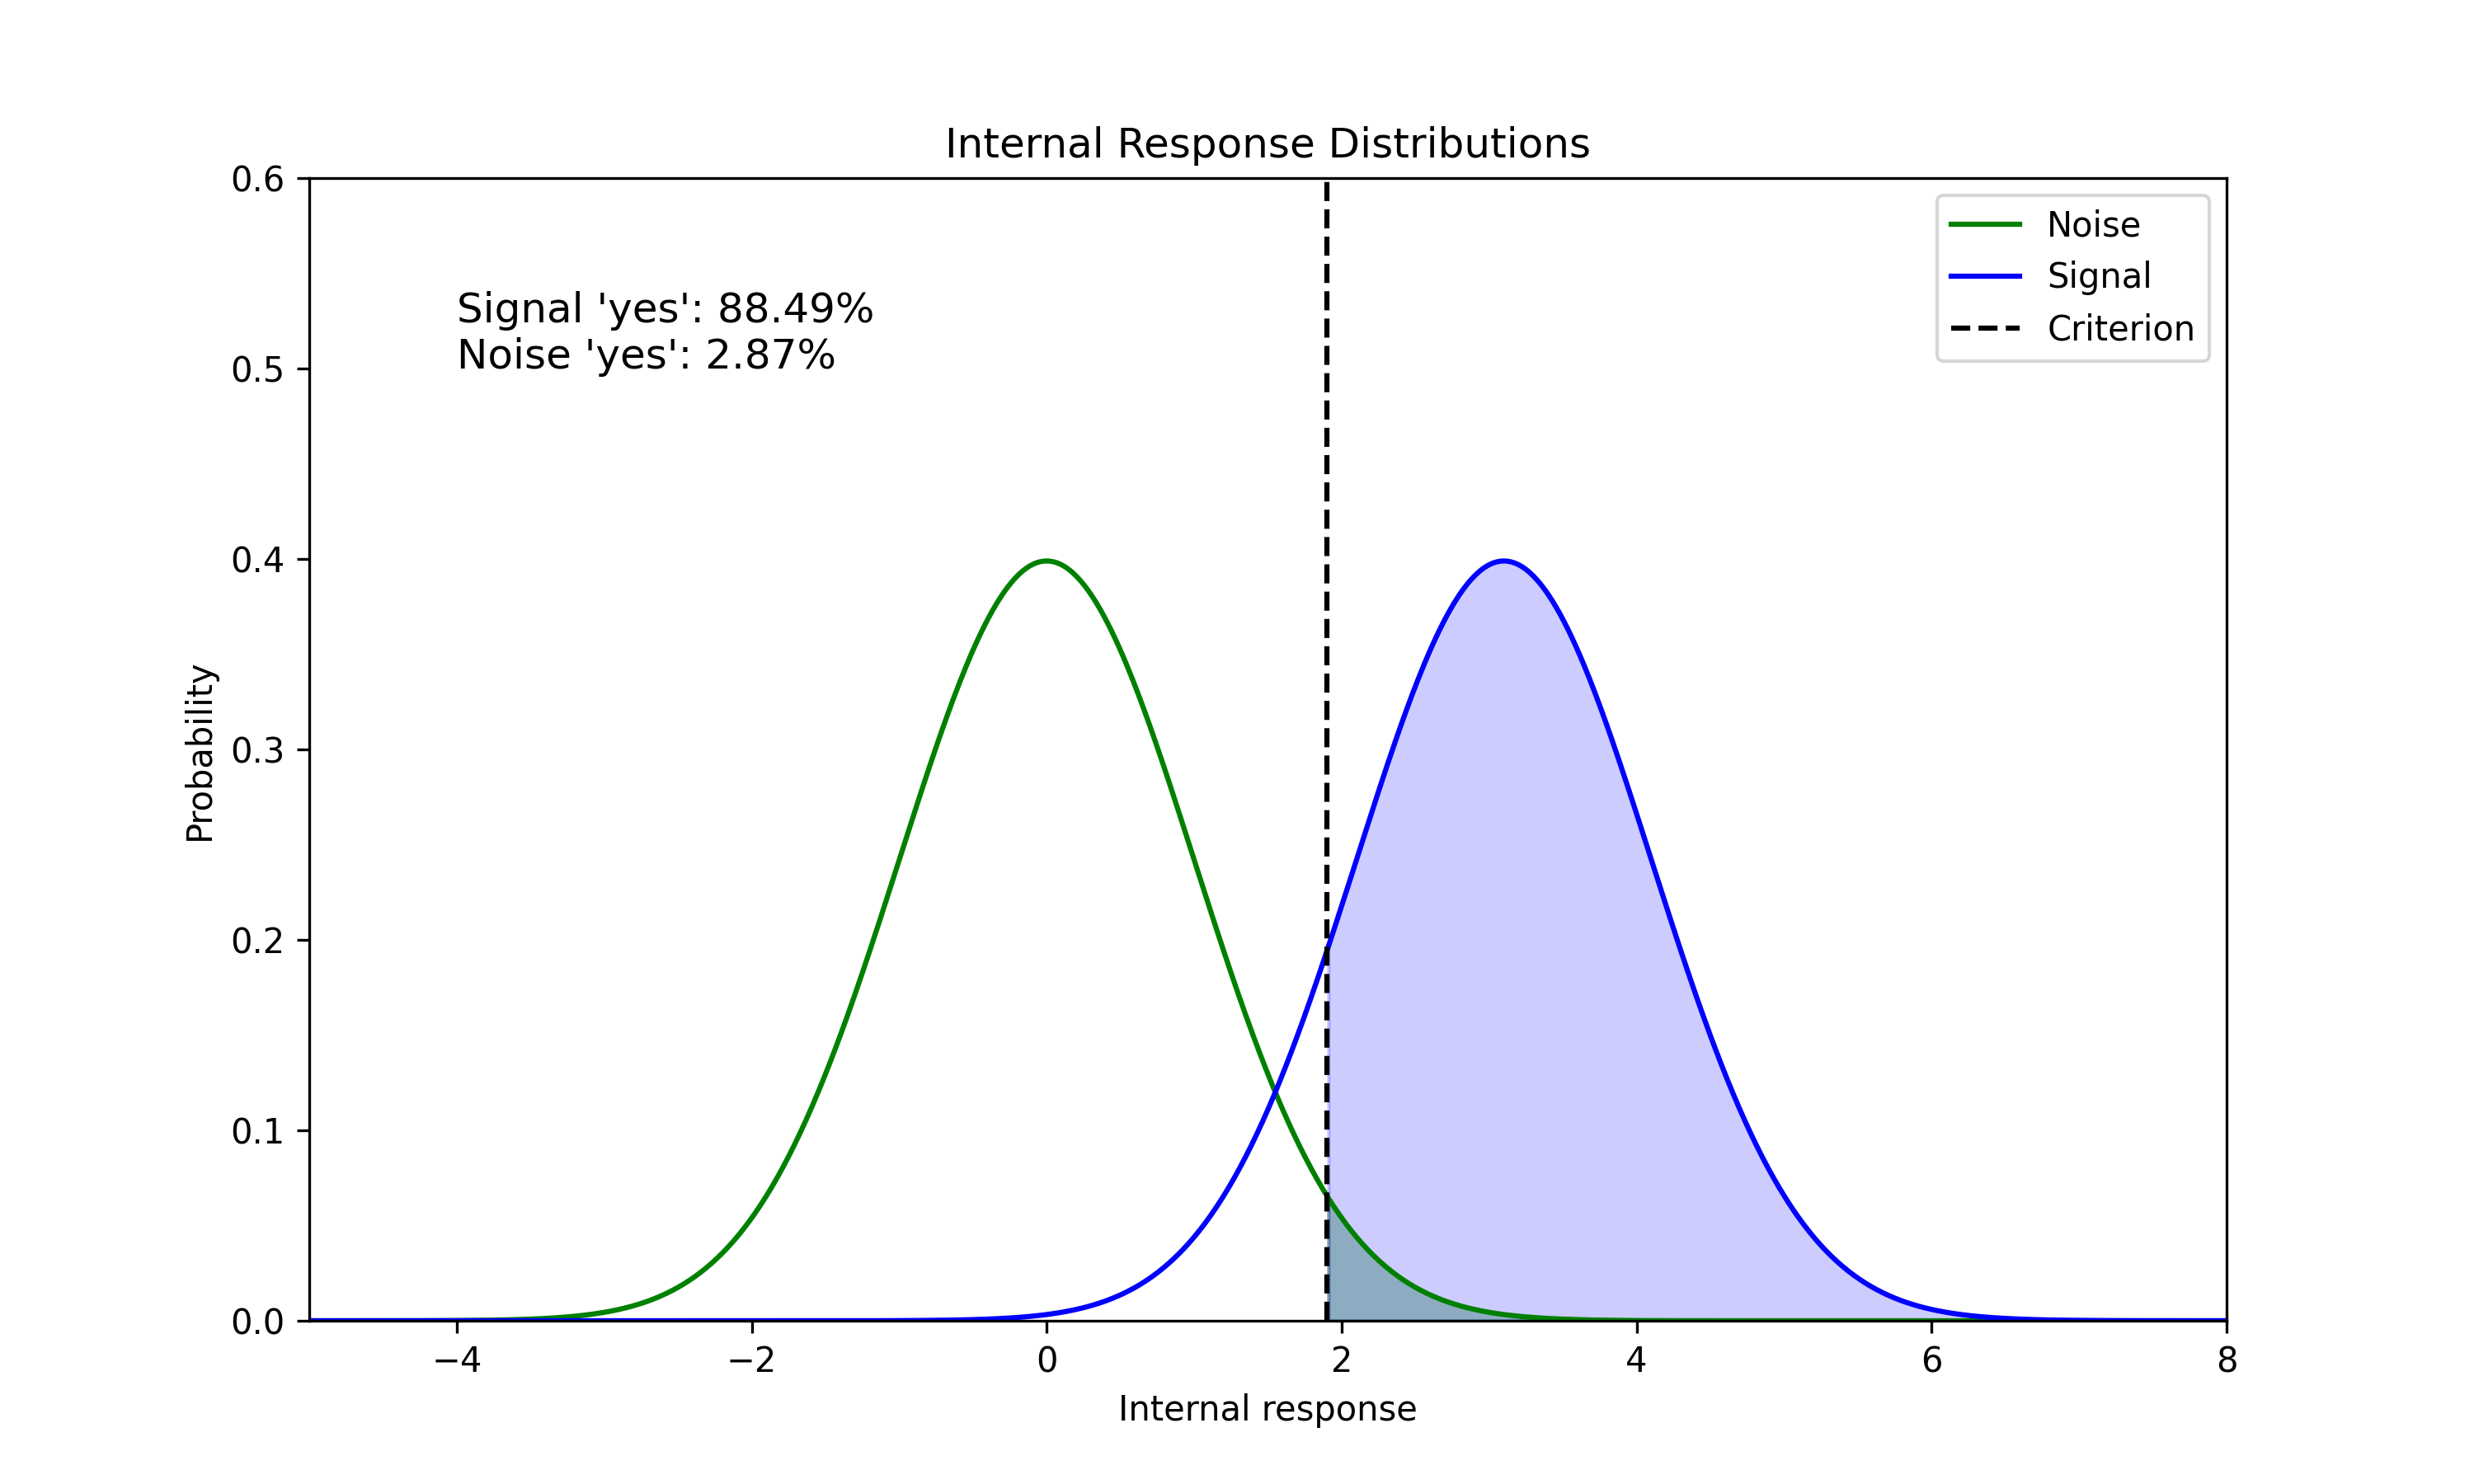 Internal Response Distributions
0.6
0.5
0.4
0.3
0.2
0.1
0.0
Probability
Signal 'yes': 88.49%
Noise 'yes': 2.87%
Noise
Signal
Criterion
−4
−2
0
2
4
6
8
Internal response